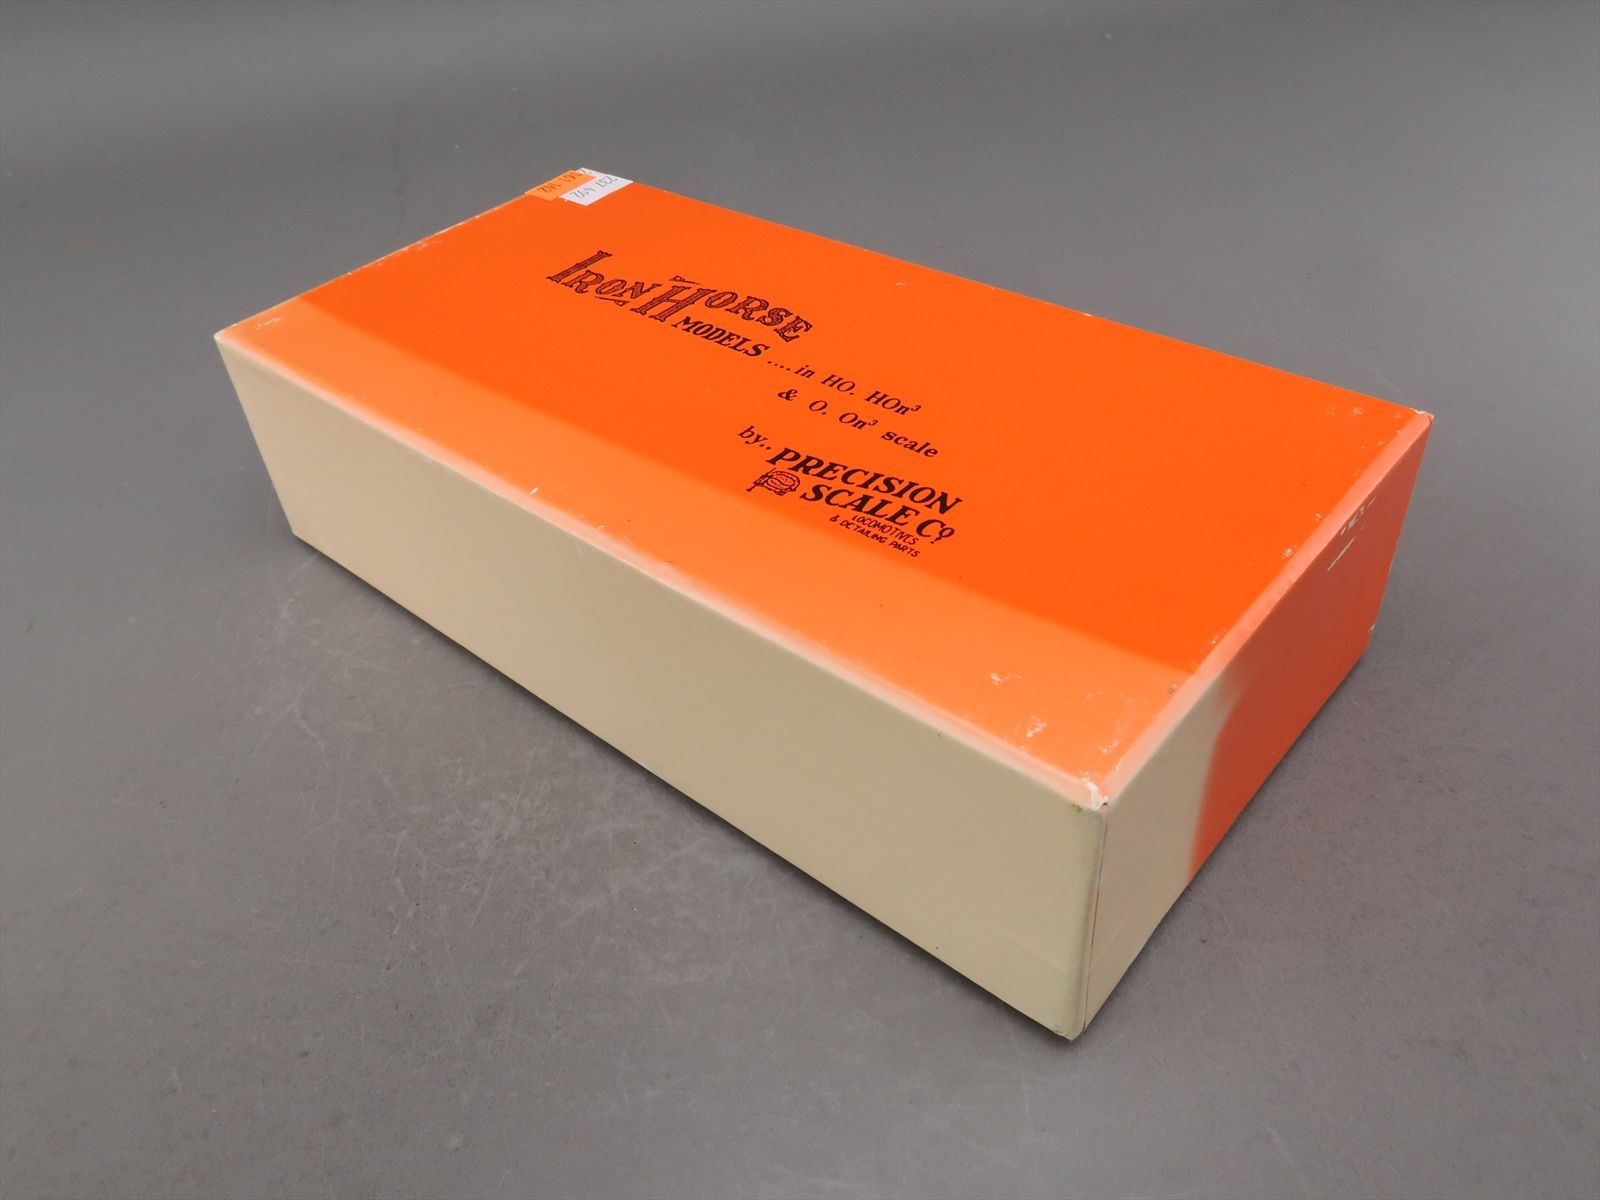 IRON HORSE
MODELS .... in HO. HOn³
& O. On³ scale
by..
PRECISION
SCALE Co.
LOCOMOTIVES
& DETAILING PARTS